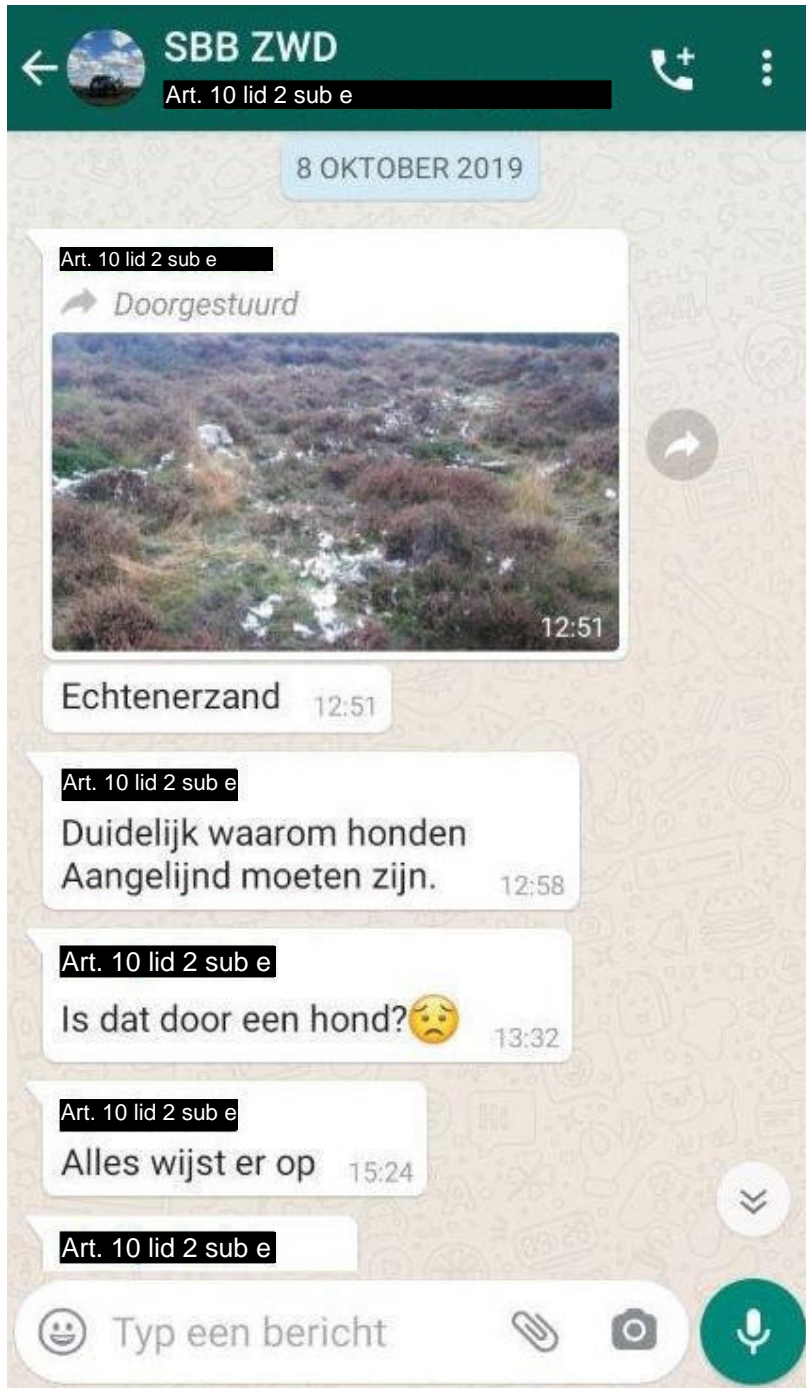 SBB ZWD
Art. 10 lid 2 sub e
8 OKTOBER 2019
Art. 10 lid 2 sub e
Doorgestuurd
12:51
Echtenerzand 12:51
Art. 10 lid 2 sub e
Duidelijk waarom honden
Aangelijnd moeten zijn. 12:58
Art. 10 lid 2 sub e
Is dat door een hond?😟 13:32
Art. 10 lid 2 sub e
Alles wijst er op 15:24
Art. 10 lid 2 sub e
Typ een bericht